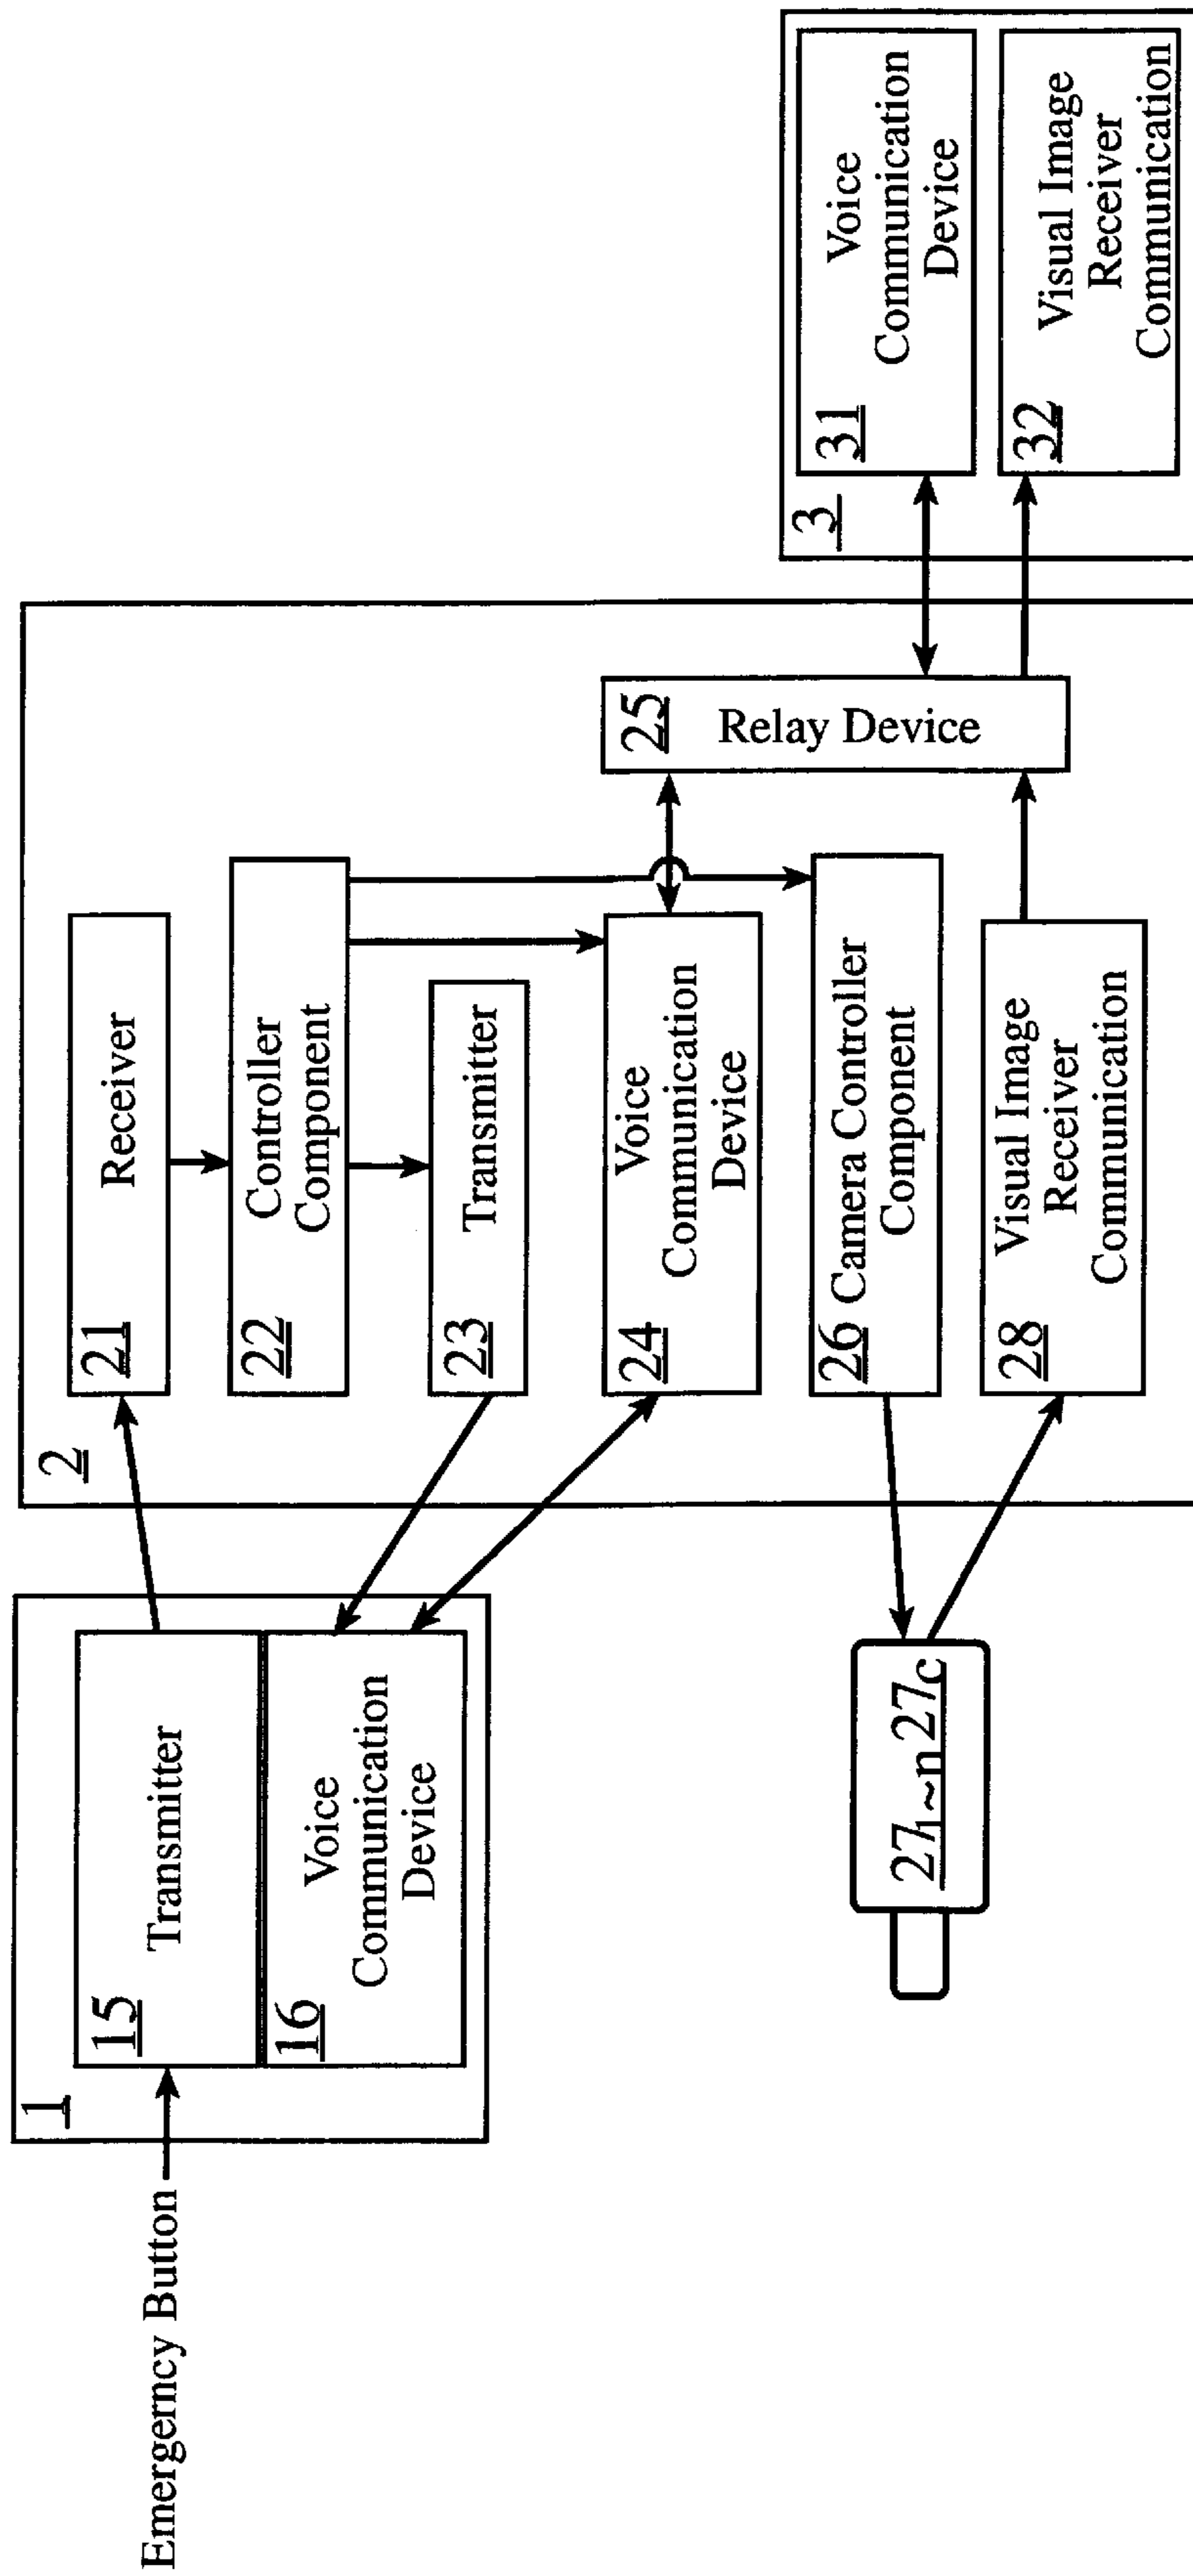 Emergerncy Button
1
15
Transmitter
16
Voice
Communication
Device
2
21
Receiver
22
Controller
Component
23
Transmitter
24
Voice
Communication
Device
25
Relay Device
26 Camera Controller
Component
27₁~n 27c
28
Visual Image
Receiver
Communication
3
31
Voice
Communication
Device
32
Visual Image
Receiver
Communication